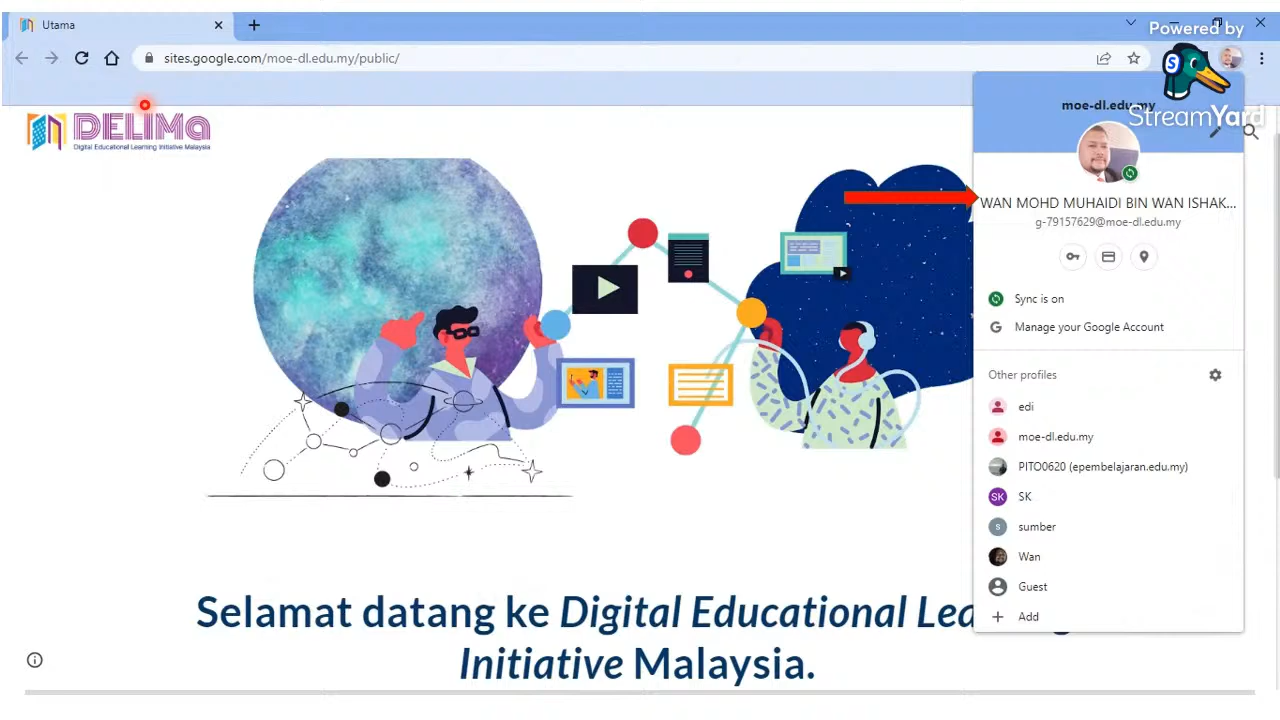 Utama
Powered by
sites.google.com/moe-dl.edu.my/public/
S
StreamYard
moe-dl.edu.my
DELIMa
Digital Educational Learning Initiative Malaysia
WAN MOHD MUHAIDI BIN WAN ISHAK...
g-79157629@moe-dl.edu.my
Sync is on
G Manage your Google Account
Other profiles
edi
moe-dl.edu.my
PITO0620 (epembelajaran.edu.my)
SK SK
s sumber
Wan
Guest
Add
Selamat datang ke Digital Educational Lea
Initiative Malaysia.